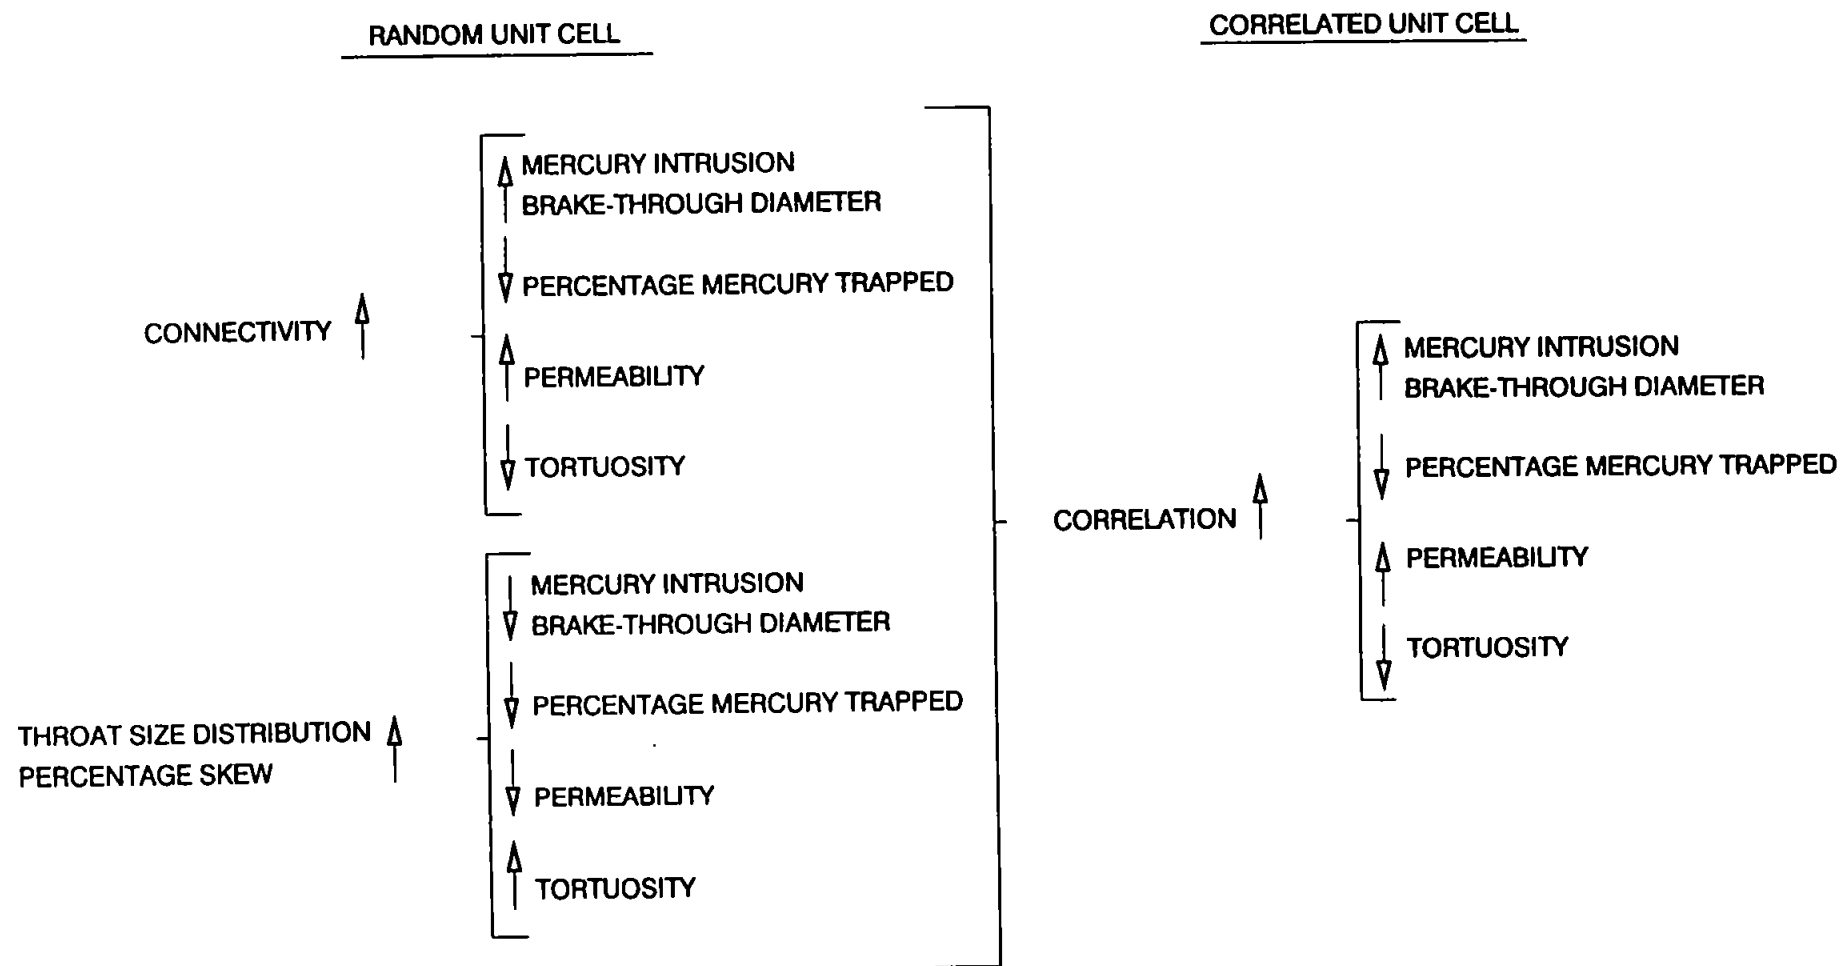 RANDOM UNIT CELL
CORRELATED UNIT CELL
MERCURY INTRUSION
BRAKE-THROUGH DIAMETER
PERCENTAGE MERCURY TRAPPED
CONNECTIVITY
PERMEABILITY
TORTUOSITY
MERCURY INTRUSION
BRAKE-THROUGH DIAMETER
PERCENTAGE MERCURY TRAPPED
THROAT SIZE DISTRIBUTION
PERCENTAGE SKEW
PERMEABILITY
TORTUOSITY
CORRELATION
MERCURY INTRUSION
BRAKE-THROUGH DIAMETER
PERCENTAGE MERCURY TRAPPED
PERMEABILITY
TORTUOSITY